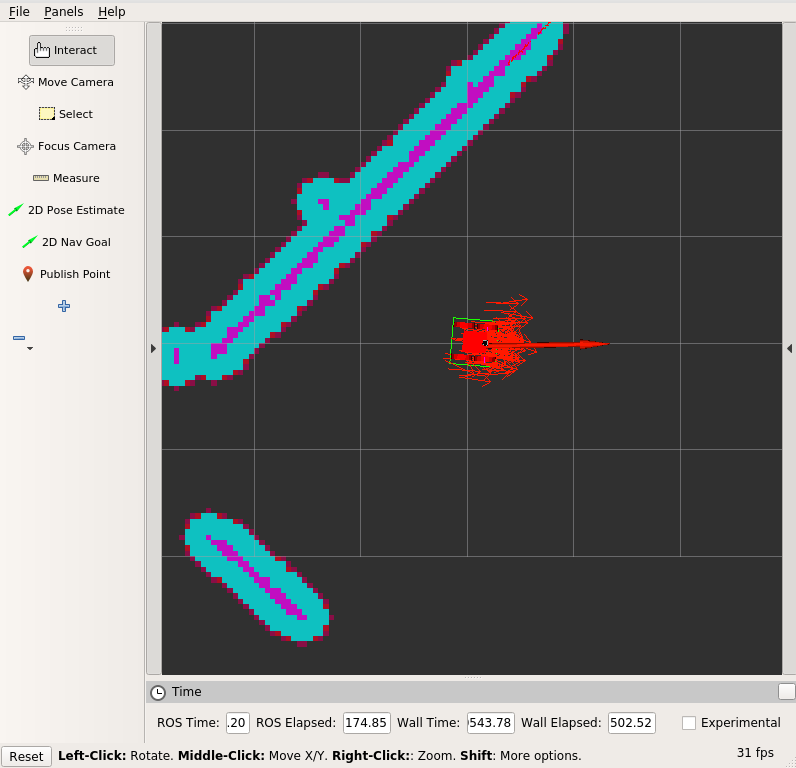 File Panels Help
Interact
Move Camera
Select
Focus Camera
Measure
2D Pose Estimate
2D Nav Goal
Publish Point
Time
ROS Time: .20 ROS Elapsed: 174.85 Wall Time: 543.78 Wall Elapsed: 502.52 Experimental
Reset Left-Click: Rotate. Middle-Click: Move X/Y. Right-Click:: Zoom. Shift: More options. 31 fps